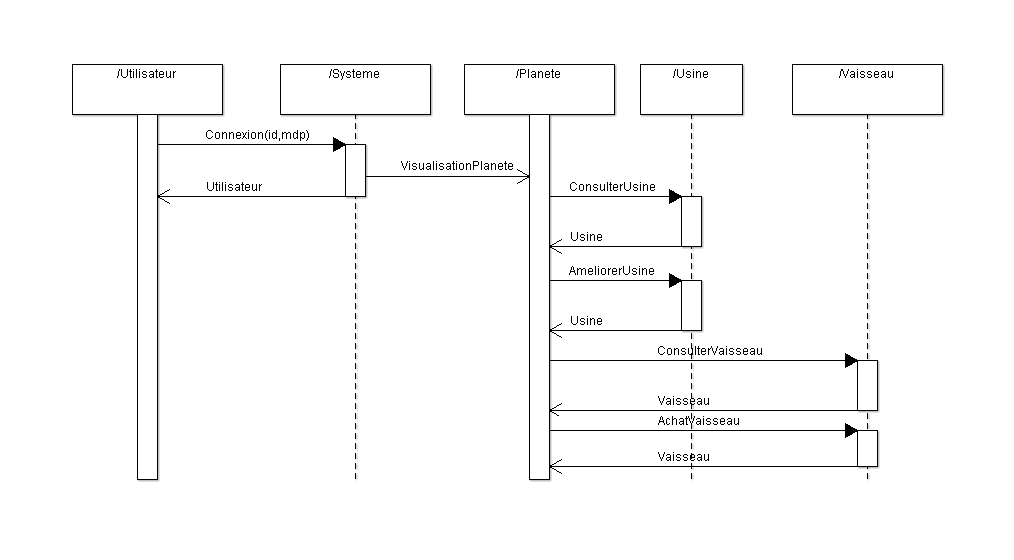 /Utilisateur
/Systeme
/Planete
/Usine
/Vaisseau
Connexion(id,mdp)
VisualisationPlanete
Utilisateur
ConsulterUsine
Usine
AmeliorerUsine
Usine
ConsulterVaisseau
Vaisseau
AchatVaisseau
Vaisseau